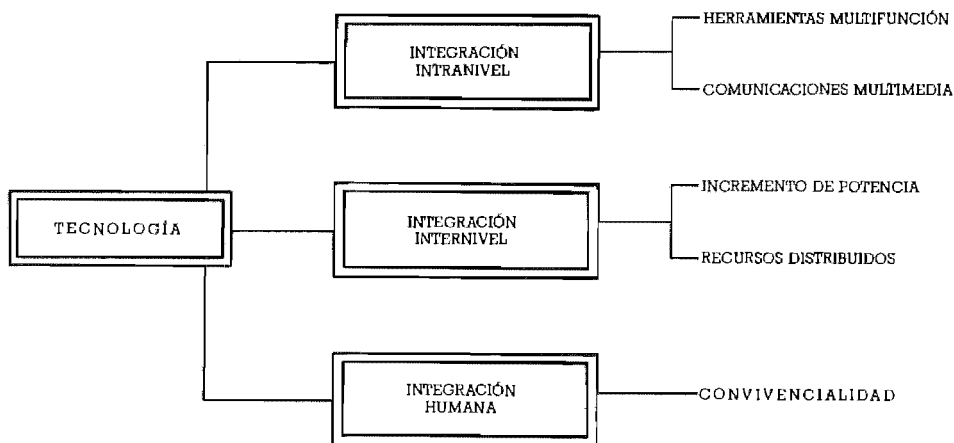 TECNOLOGÍA
INTEGRACIÓN
INTRANIVEL
HERRAMIENTAS MULTIFUNCIÓN
COMUNICACIONES MULTIMEDIA
INTEGRACIÓN
INTERNIVEL
INCREMENTO DE POTENCIA
RECURSOS DISTRIBUIDOS
INTEGRACIÓN
HUMANA
CONVIVENCIALIDAD